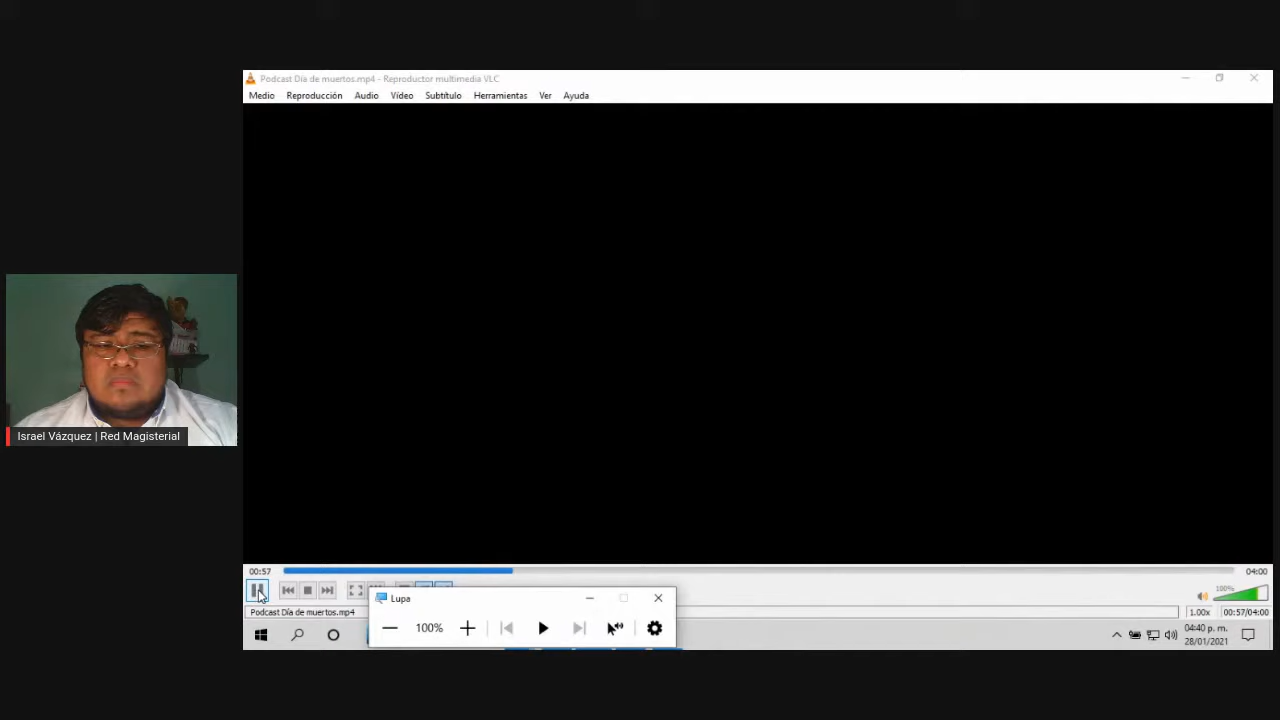 Podcast Día de muertos.mp4 - Reproductor multimedia VLC
Medio Reproducción Audio Vídeo Subtítulo Herramientas Ver Ayuda
Israel Vázquez | Red Magisterial
00:57 04:00
100%
Podcast Día de muertos.mp4 1.00x 00:57/04:00
Lupa
100%
04:40 p. m.
28/01/2021